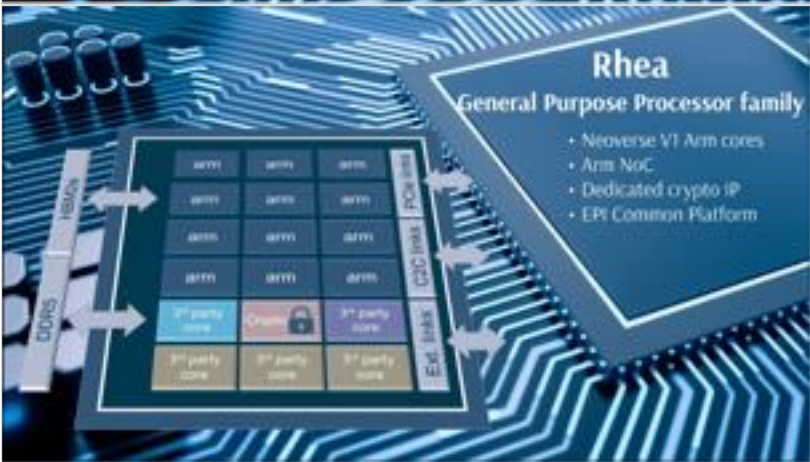 Rhea
General Purpose Processor family
• Neoverse V1 Arm cores
• Arm NoC
• Dedicated crypto IP
• EPI Common Platform
HBM2e
DDR5
arm arm arm
arm arm arm
arm arm arm
arm arm arm
3rd party core
Crypto
3rd party core
3rd party core
3rd party core
3rd party core
PCIe links
C2C links
Ext. links